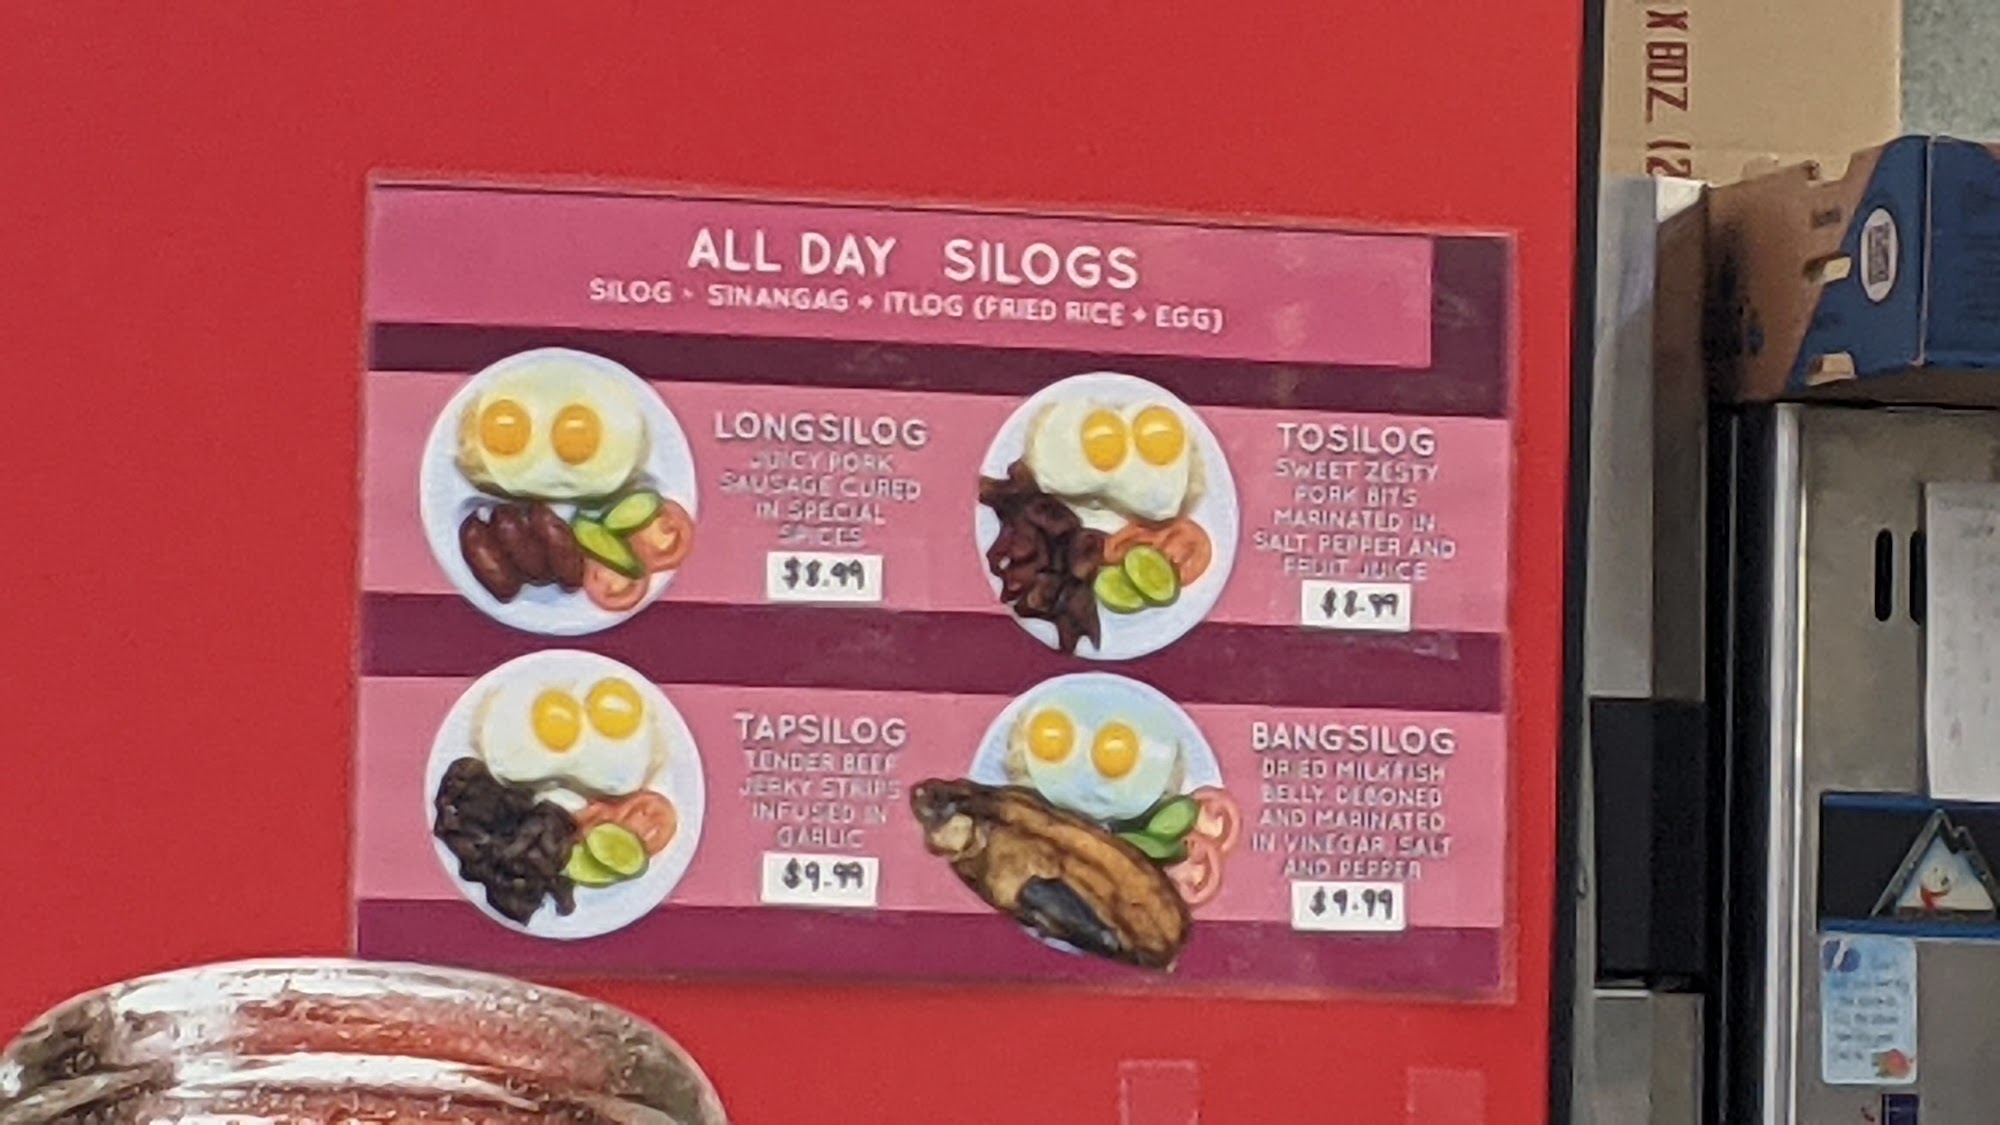 X 8DZ. (2
ALL DAY SILOGS
SILOG - SINANGAG + ITLOG (FRIED RICE + EGG)
LONGSILOG
JUICY PORK
SAUSAGE CURED
IN SPECIAL
SPICES
$8.99
TOSILOG
SWEET ZESTY
PORK BITS
MARINATED IN
SALT, PEPPER AND
FRUIT JUICE
$8.99
TAPSILOG
TENDER BEEF
JERKY STRIPS
INFUSED IN
GARLIC
$9.99
BANGSILOG
DRIED MILKFISH
BELLY DEBONED
AND MARINATED
IN VINEGAR, SALT
AND PEPPER
$9.99